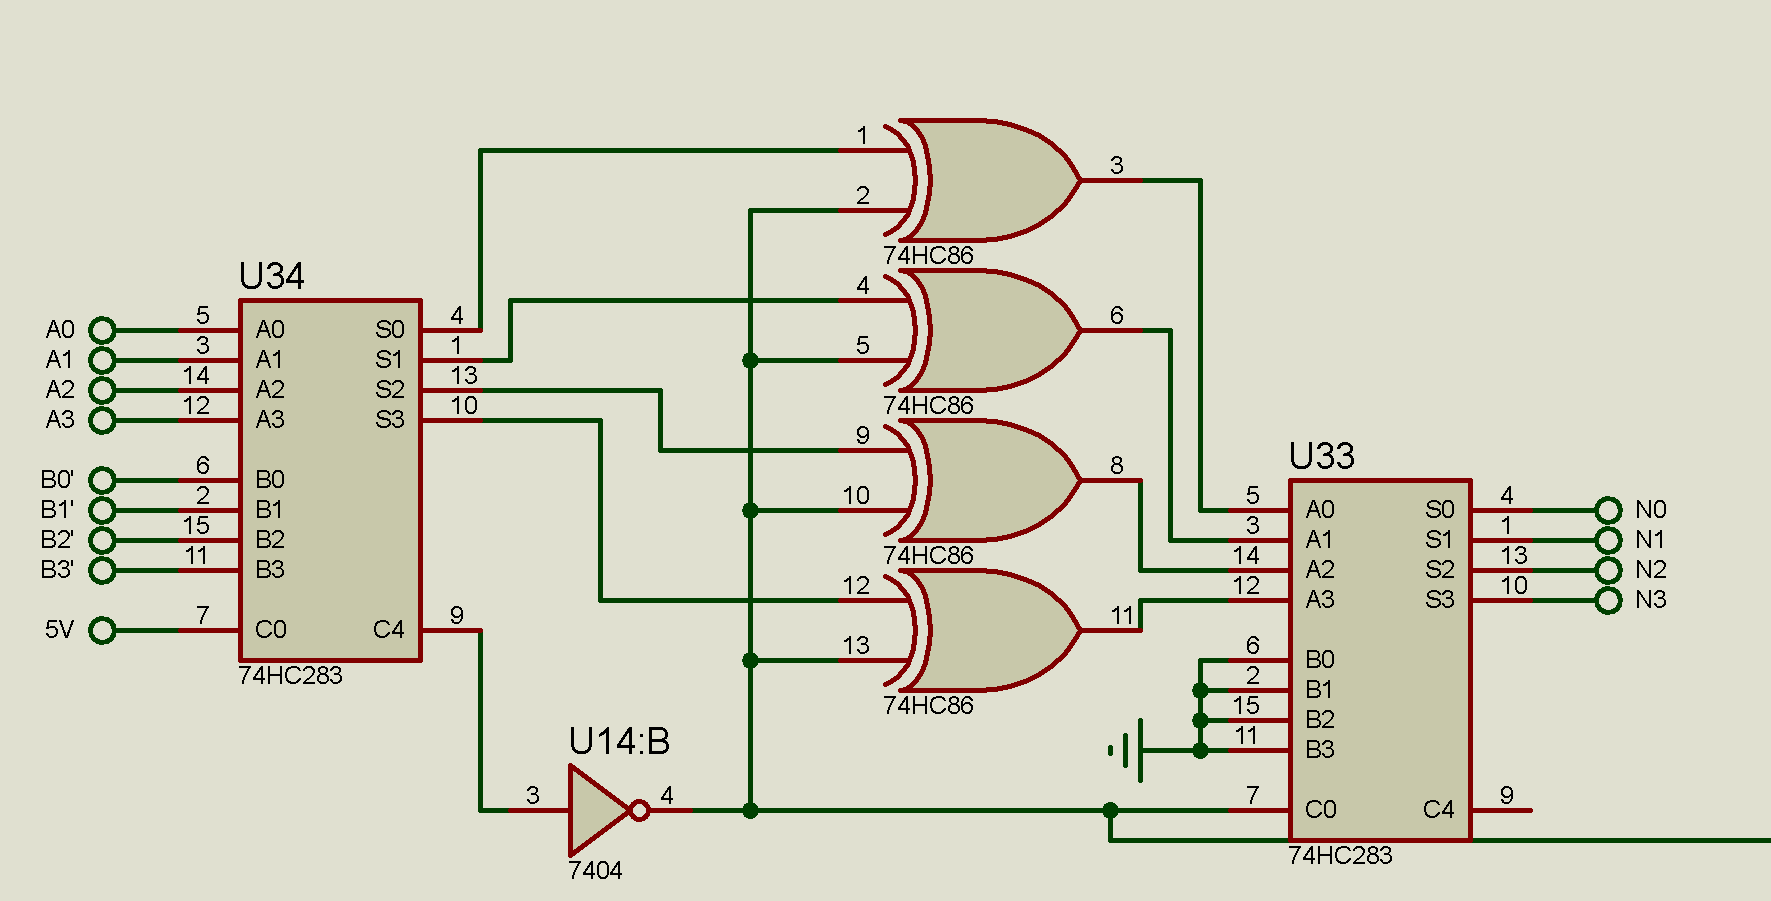 1
3
2
74HC86
U34
4
6
A0 5 A0 S0 4
A1 3 A1 S1 1
5
A2 14 A2 S2 13
A3 12 A3 S3 10
74HC86
9
U33
8
B0' 6 B0
B1' 2 B1
10
5 A0 S0 4 N0
B2' 15 B2
3 A1 S1 1 N1
B3' 11 B3
74HC86
14 A2 S2 13 N2
12
12 A3 S3 10 N3
11
5V 7 C0 C4 9
13
6 B0
74HC283
2 B1
74HC86
15 B2
U14:B
11 B3
3
4
7 C0 C4 9
7404
74HC283